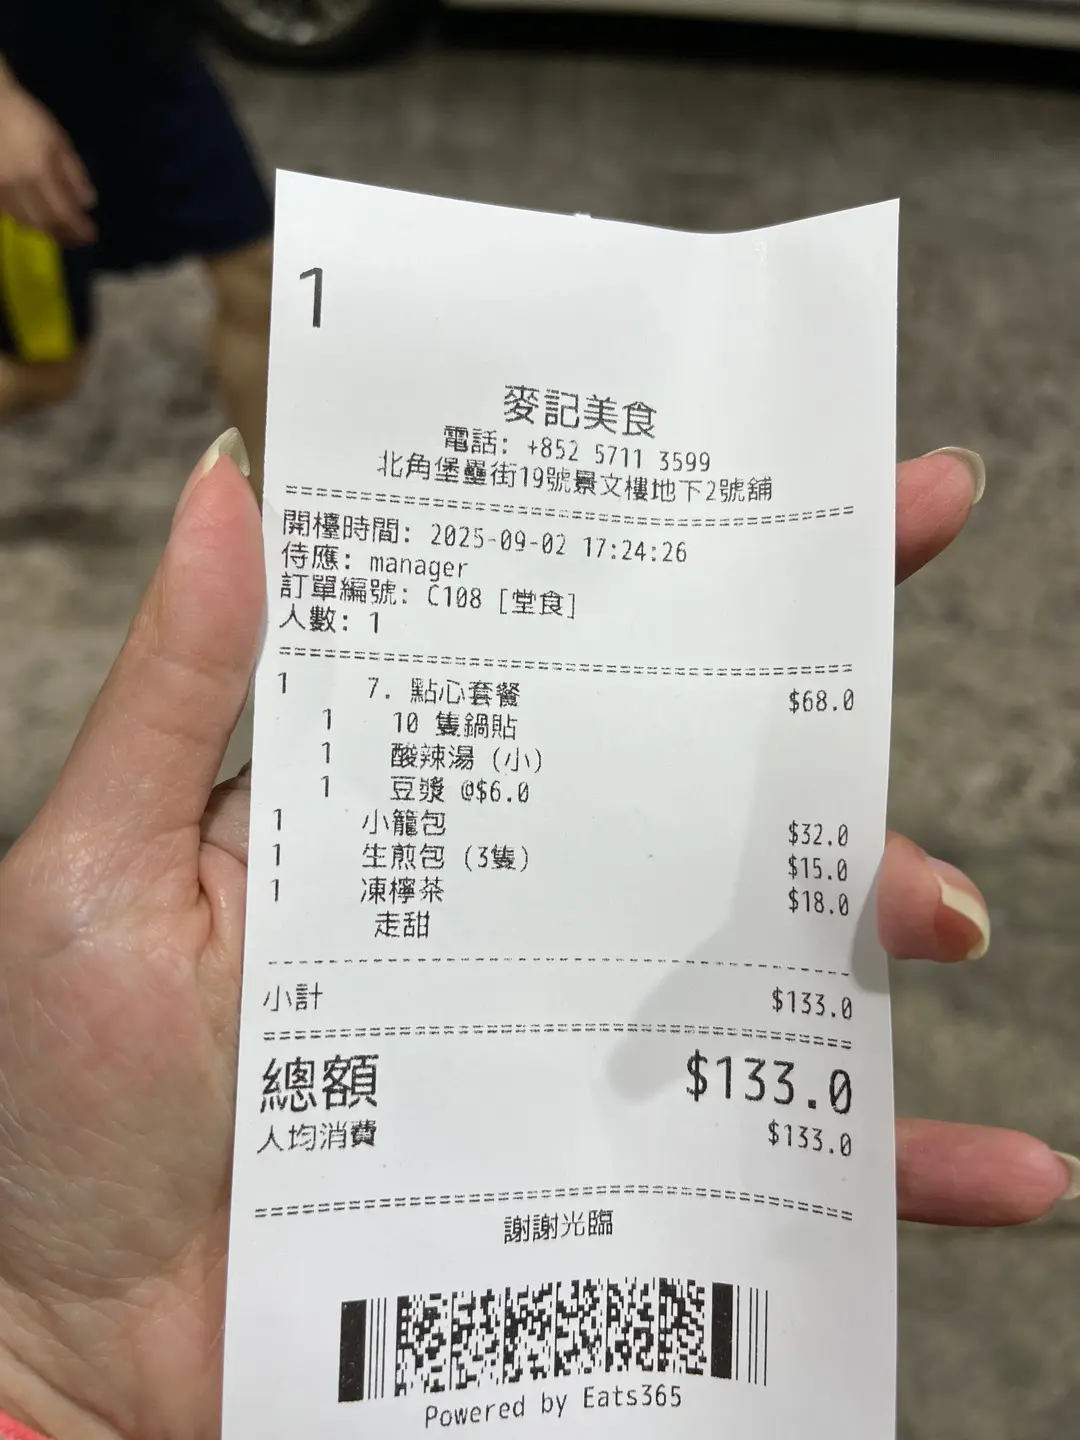 1
麥記美食
電話: +852 5711 3599
北角堡壘街19號景文樓地下2號舖
開檯時間: 2025-09-02 17:24:26
侍應: manager
訂單編號: C108 [堂食]
人數: 1
1 7. 點心套餐 $68.0
1 10 隻鍋貼
1 酸辣湯 (小)
1 豆漿 @$6.0
1 小籠包 $32.0
1 生煎包 (3隻) $15.0
1 凍檸茶 $18.0
走甜
小計 $133.0
總額 $133.0
人均消費 $133.0
謝謝光臨
Powered by Eats365